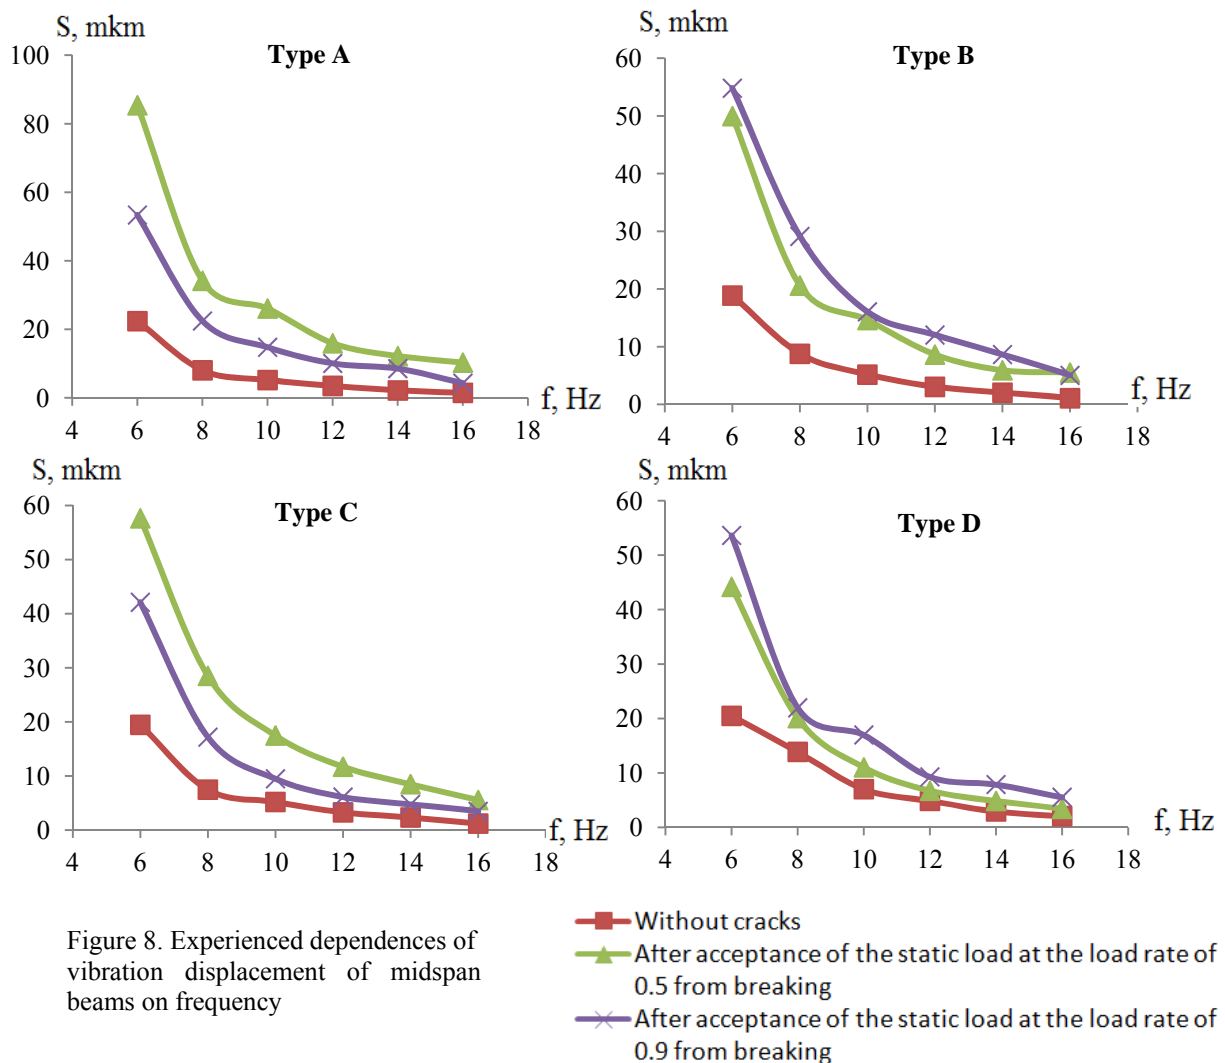 S, mkm
Type A
100
80
60
40
20
0
f, Hz
4 6 8 10 12 14 16 18
S, mkm
Type B
60
50
40
30
20
10
0
f, Hz
4 6 8 10 12 14 16 18
S, mkm
Type C
60
50
40
30
20
10
0
f, Hz
4 6 8 10 12 14 16 18
Type D
60
50
40
30
20
10
0
f, Hz
4 6 8 10 12 14 16 18
S, mkm
Figure 8. Experienced dependences of
vibration displacement of midspan
beams on frequency
Without cracks
After acceptance of the static load at the load rate of
0.5 from breaking
After acceptance of the static load at the load rate of
0.9 from breaking